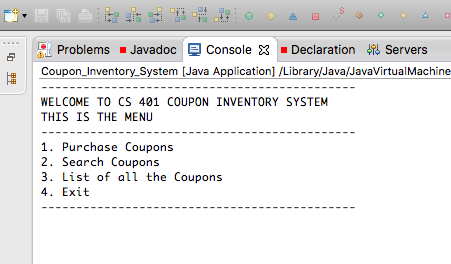 Problems Javadoc Console Declaration Servers
Coupon_Inventory_System [Java Application] /Library/Java/JavaVirtualMachine
--------------------------------------------
WELCOME TO CS 401 COUPON INVENTORY SYSTEM
THIS IS THE MENU
--------------------------------------------
1. Purchase Coupons
2. Search Coupons
3. List of all the Coupons
4. Exit
--------------------------------------------